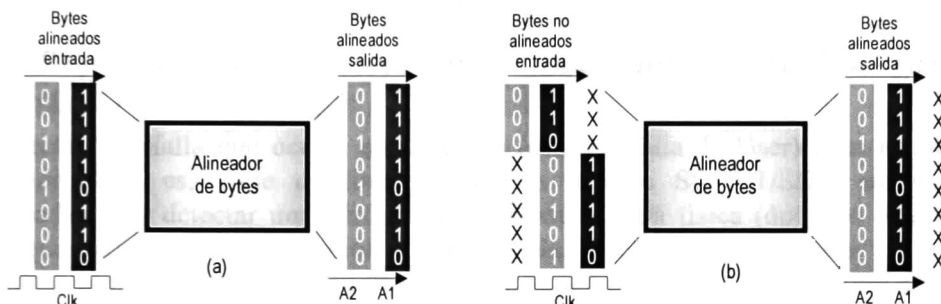 Bytes
alineados
entrada
0 1
0 1
1 1
0 1
1 0
0 1
0 1
0 0
Clk
Alineador
de bytes
(a)
Bytes
alineados
salida
0 1
0 1
1 1
0 1
1 0
0 1
0 1
0 0
A2 A1
Bytes no
alineados
entrada
0 1 X
0 1 X
0 0 X
X 0 1
X 0 1
X 1 1
X 0 1
X 1 0
Clk
Alineador
de bytes
(b)
Bytes
alineados
salida
0 1 X
0 1 X
1 1 X
0 1 X
1 0 X
0 1 X
0 1 X
0 0 X
A2 A1